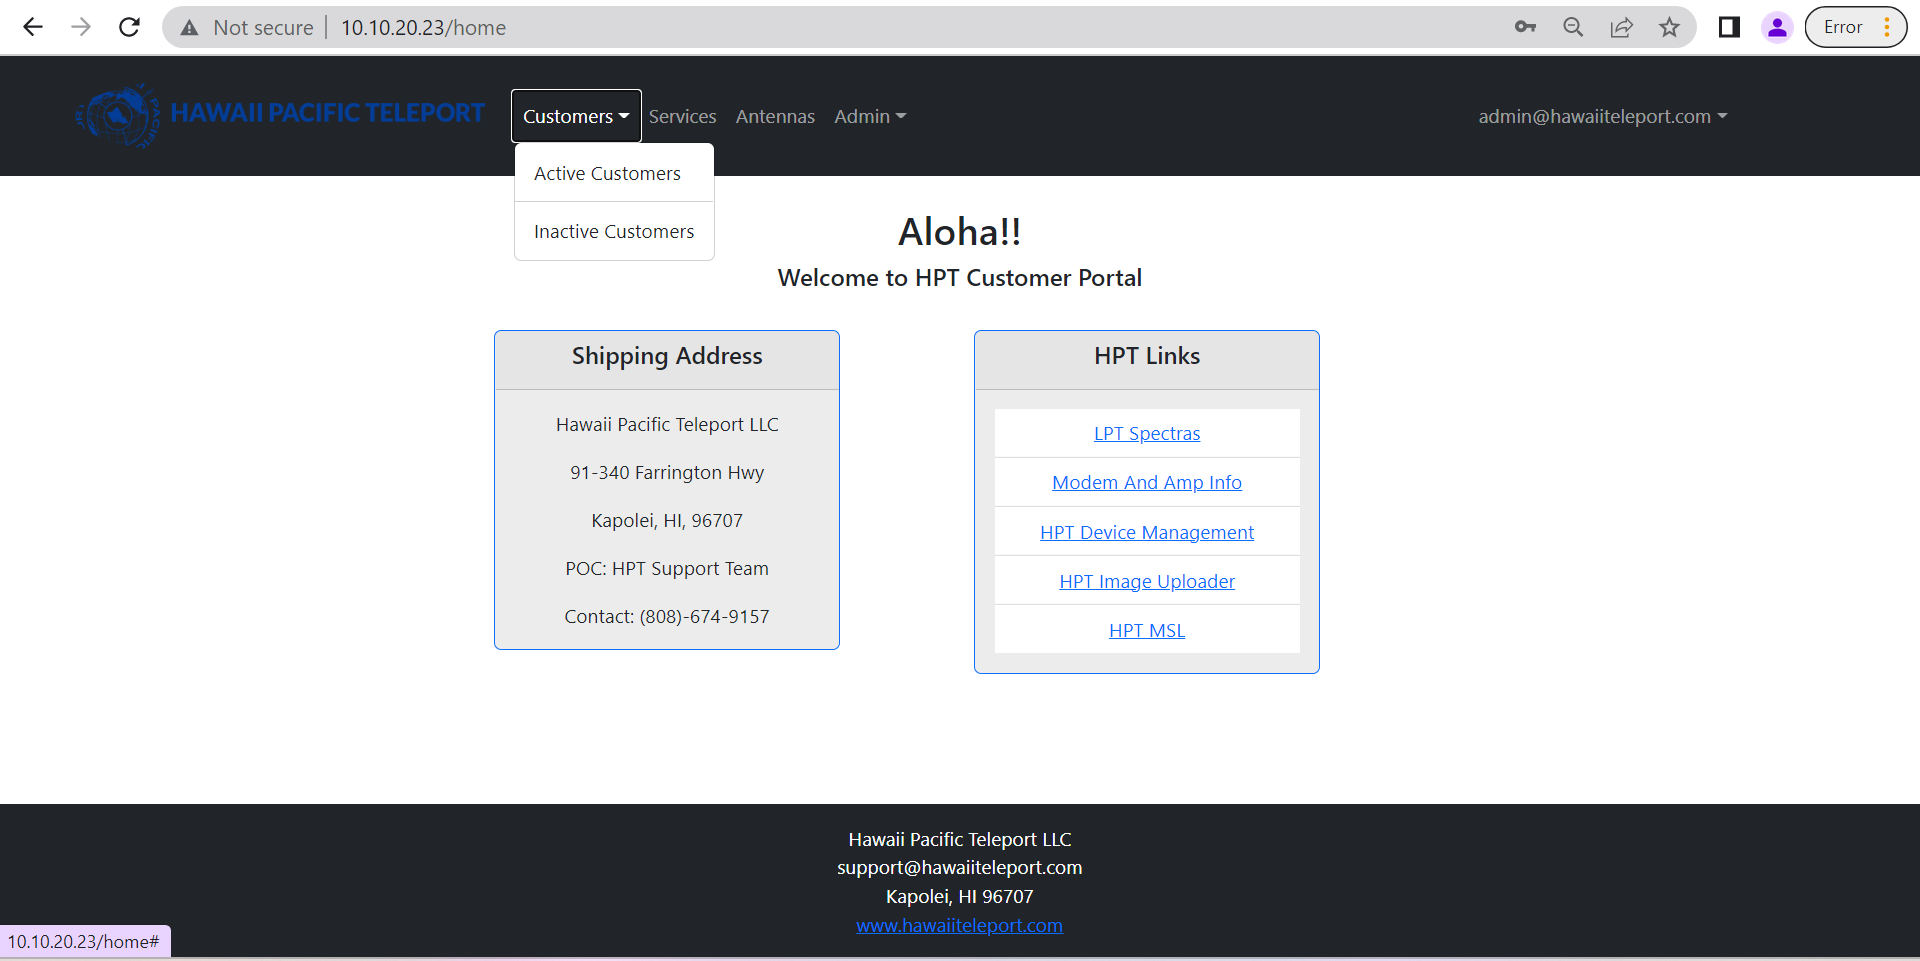 Not secure | 10.10.20.23/home
Error
HAWAII PACIFIC TELEPORT
Customers Services Antennas Admin
admin@hawaiiteleport.com
Active Customers
Inactive Customers
Aloha!!
Welcome to HPT Customer Portal
Shipping Address
Hawaii Pacific Teleport LLC
91-340 Farrington Hwy
Kapolei, HI, 96707
POC: HPT Support Team
Contact: (808)-674-9157
HPT Links
LPT Spectras
Modem And Amp Info
HPT Device Management
HPT Image Uploader
HPT MSL
Hawaii Pacific Teleport LLC
support@hawaiiteleport.com
Kapolei, HI 96707
www.hawaiiteleport.com
10.10.20.23/home#